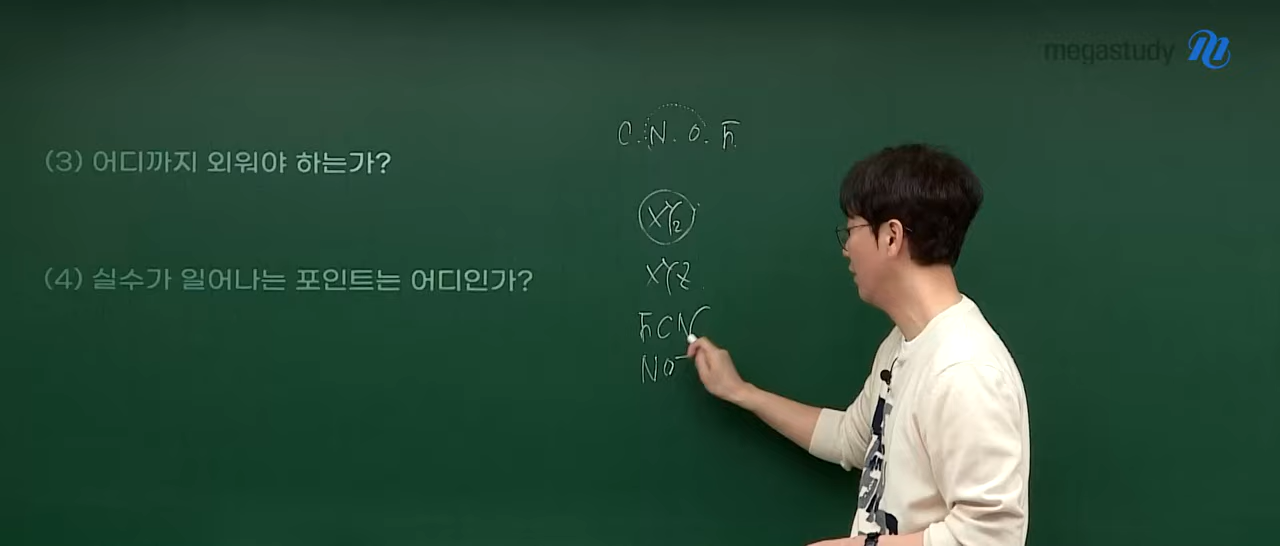 megastudy
C. N. O. F
(3) 어디까지 외워야 하는가?
XY₂
(4) 실수가 일어나는 포인트는 어디인가?
XYZ
FCN
NO